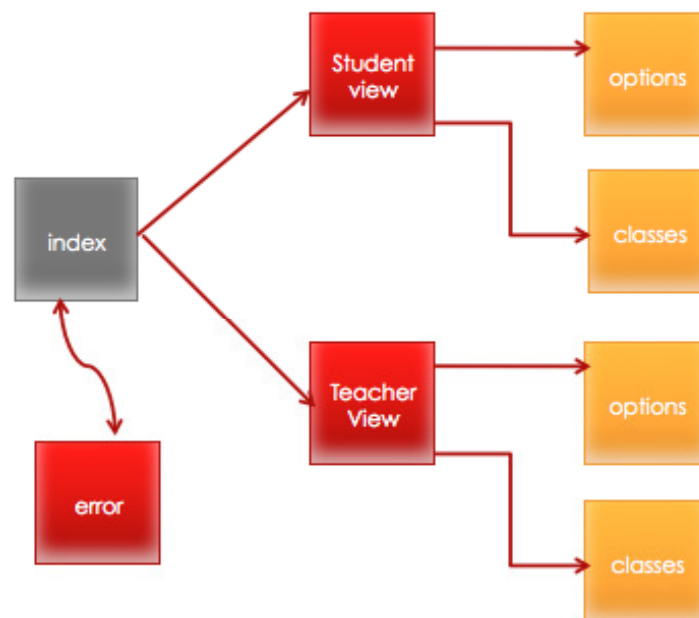 Student
view
options
index
classes
Teacher
View
options
error
classes